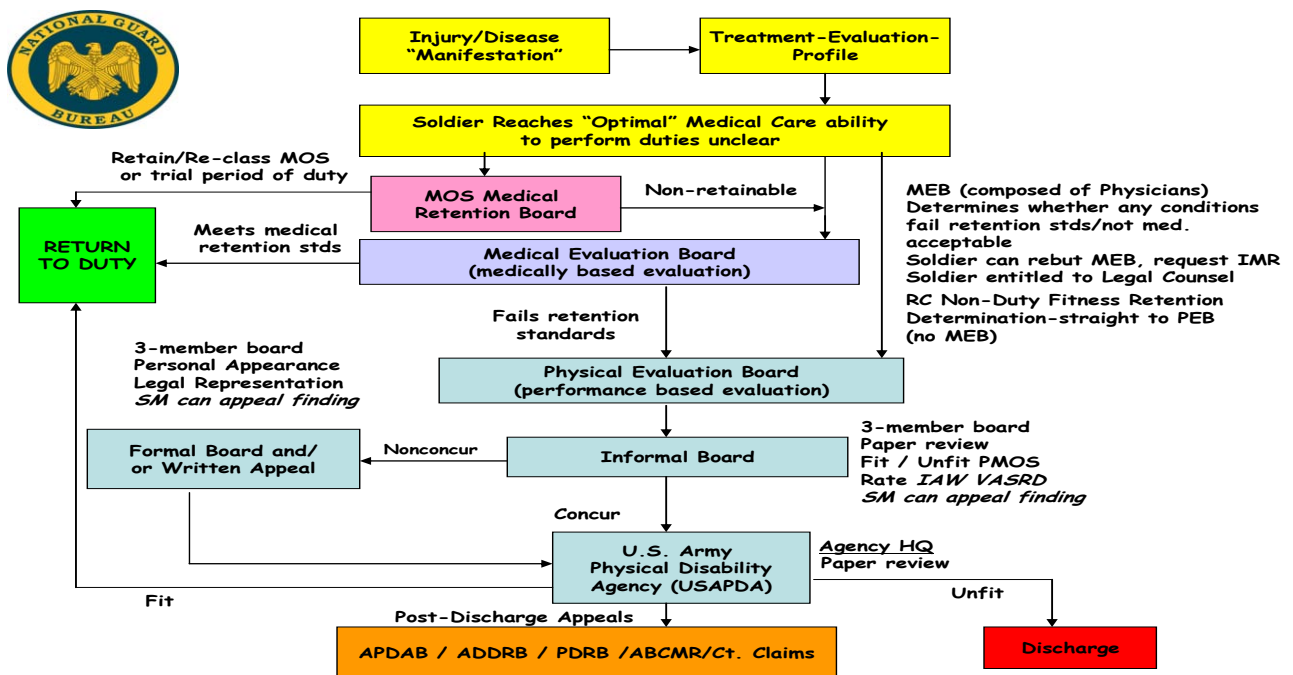 NATIONAL GUARD
BUREAU
Injury/Disease
“Manifestation”
Treatment-Evaluation-
Profile
Soldier Reaches “Optimal” Medical Care ability
to perform duties unclear
Retain/Re-class MOS
or trial period of duty
MOS Medical
Retention Board
Non-retainable
MEB (composed of Physicians)
Determines whether any conditions
fail retention stds/not med.
acceptable
Soldier can rebut MEB, request IMR
Soldier entitled to Legal Counsel
RC Non-Duty Fitness Retention
Determination-straight to PEB
(no MEB)
RETURN
TO DUTY
Meets medical
retention stds
Medical Evaluation Board
(medically based evaluation)
Fails retention
standards
3-member board
Personal Appearance
Legal Representation
SM can appeal finding
Physical Evaluation Board
(performance based evaluation)
Formal Board and/
or Written Appeal
Nonconcur
Informal Board
3-member board
Paper review
Fit / Unfit PMOS
Rate IAW VASRD
SM can appeal finding
Concur
U.S. Army
Physical Disability
Agency (USAPDA)
Agency HQ
Paper review
Fit
Unfit
Post-Discharge Appeals
APDAB / ADDRB / PDRB /ABCMR/Ct. Claims
Discharge